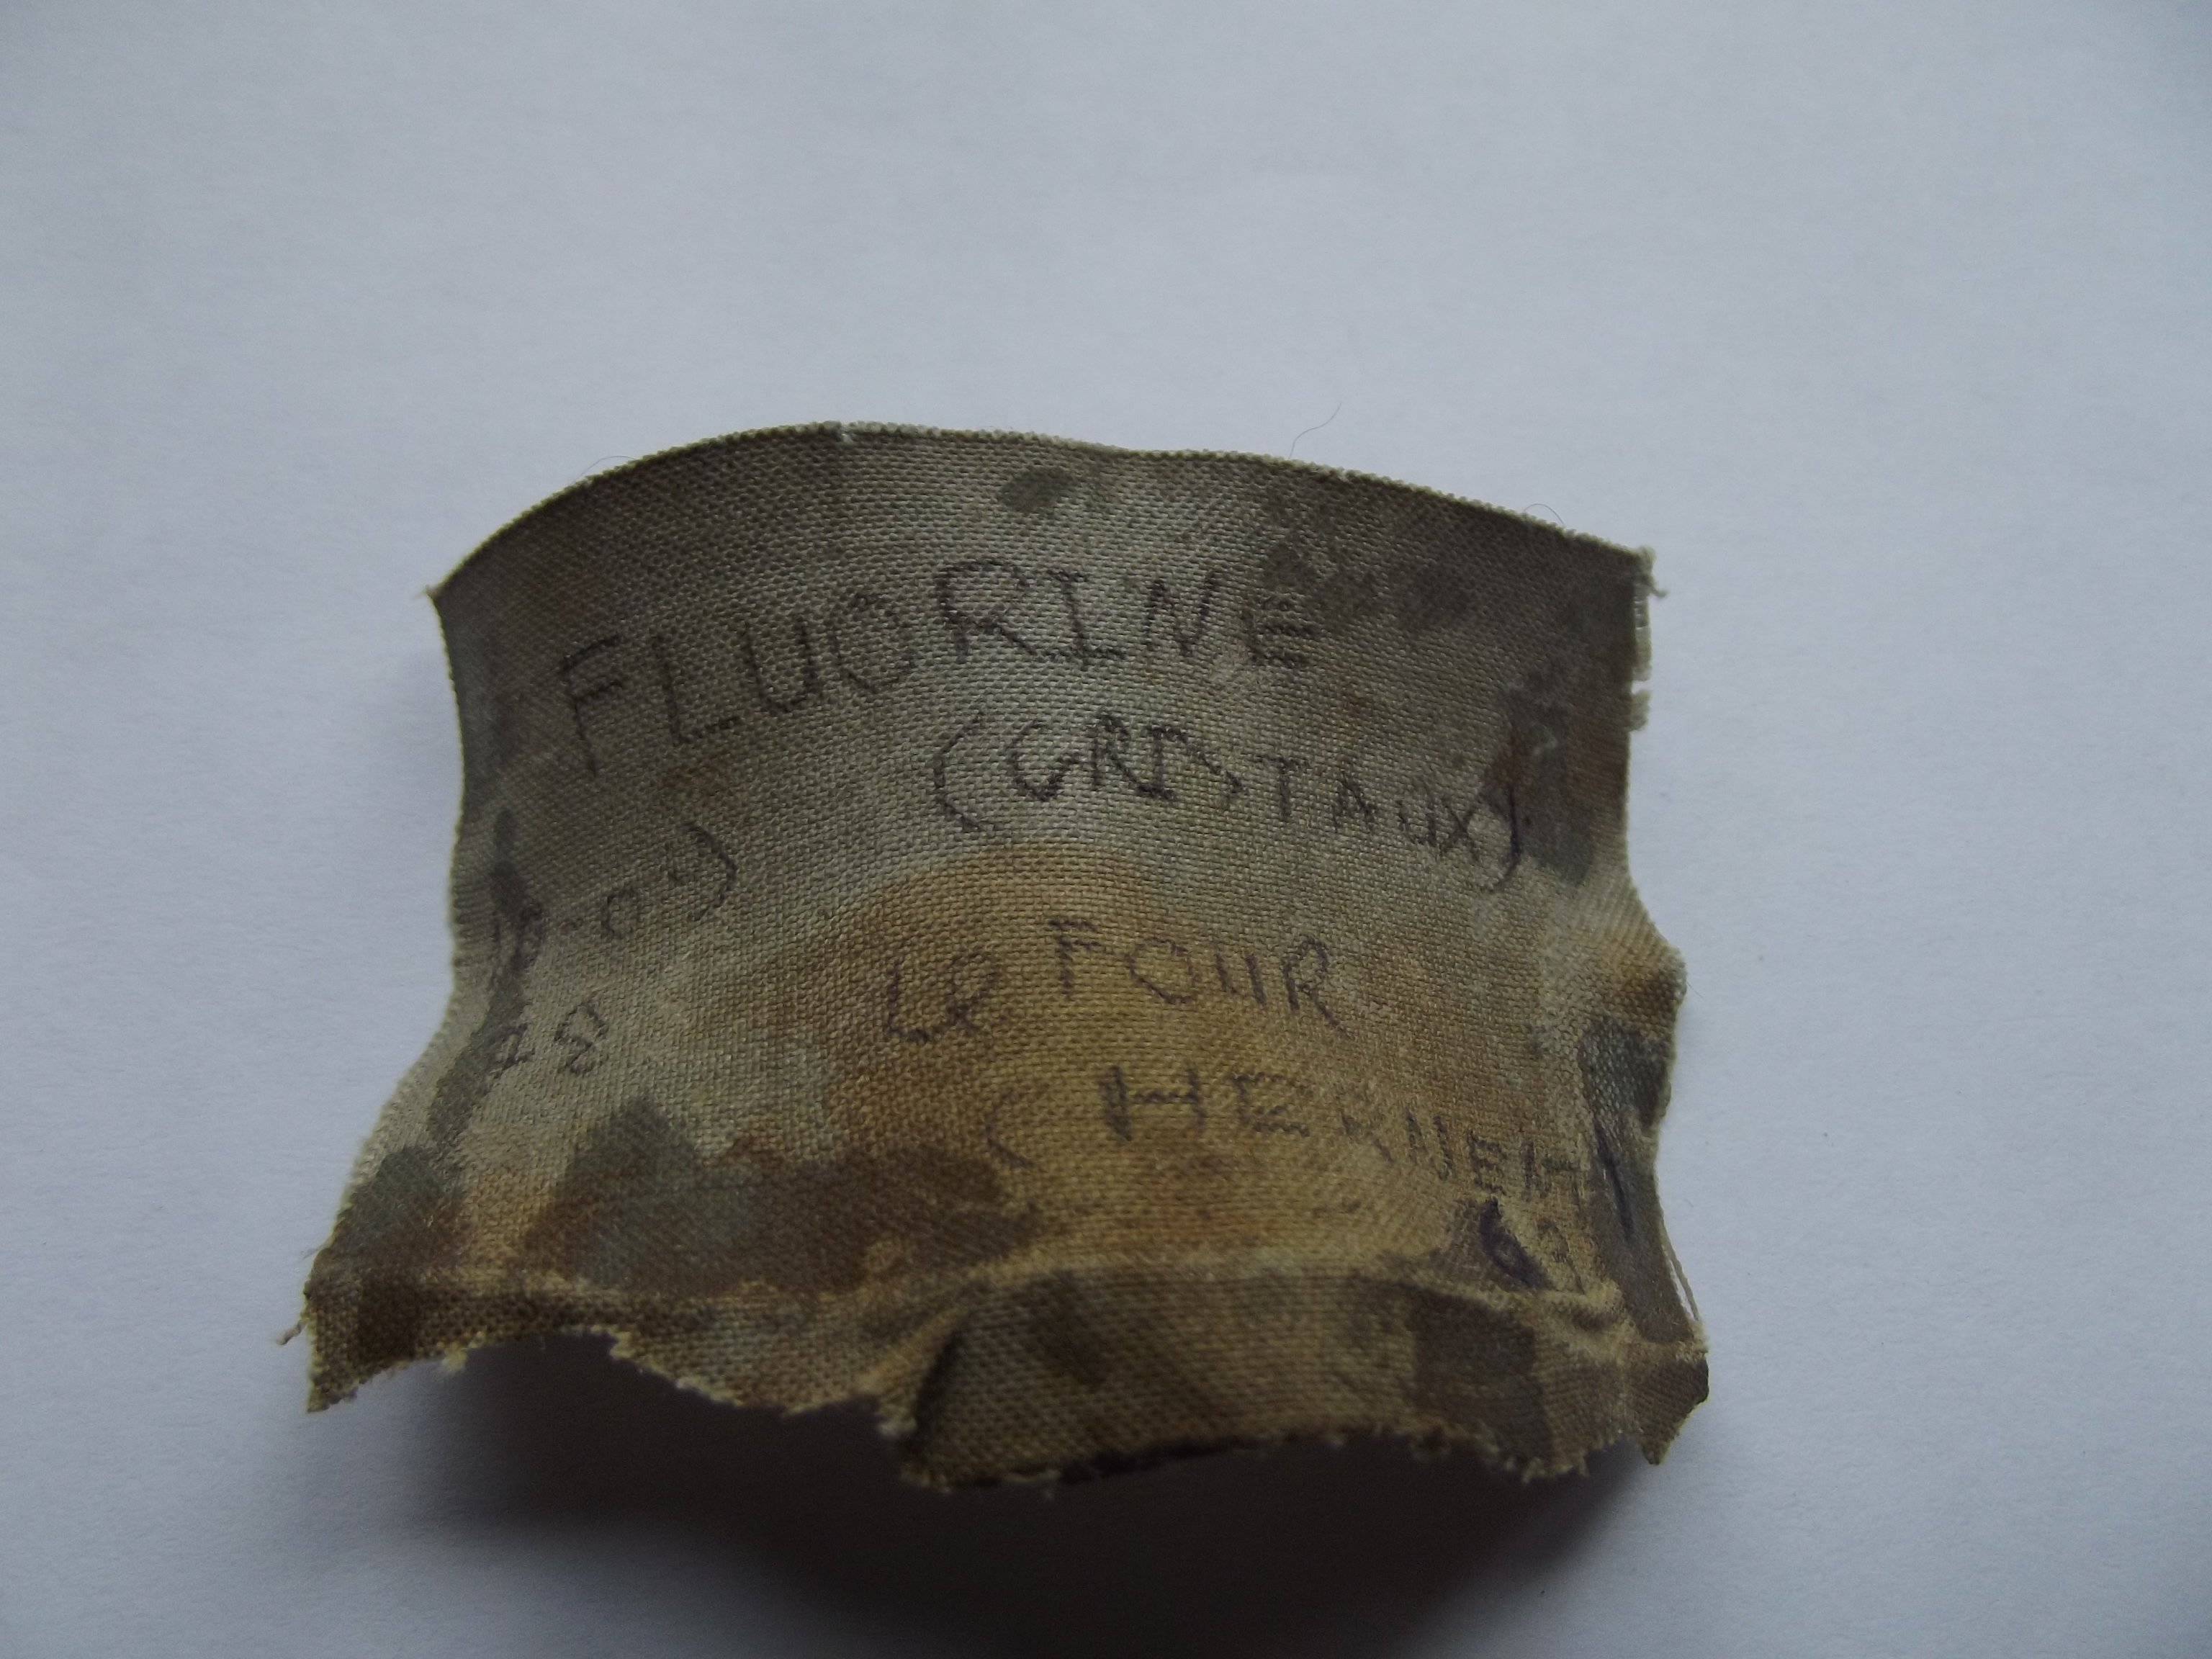 FLUORINE
(CRISTAUX)
Le FOUR
(HERMENT
63